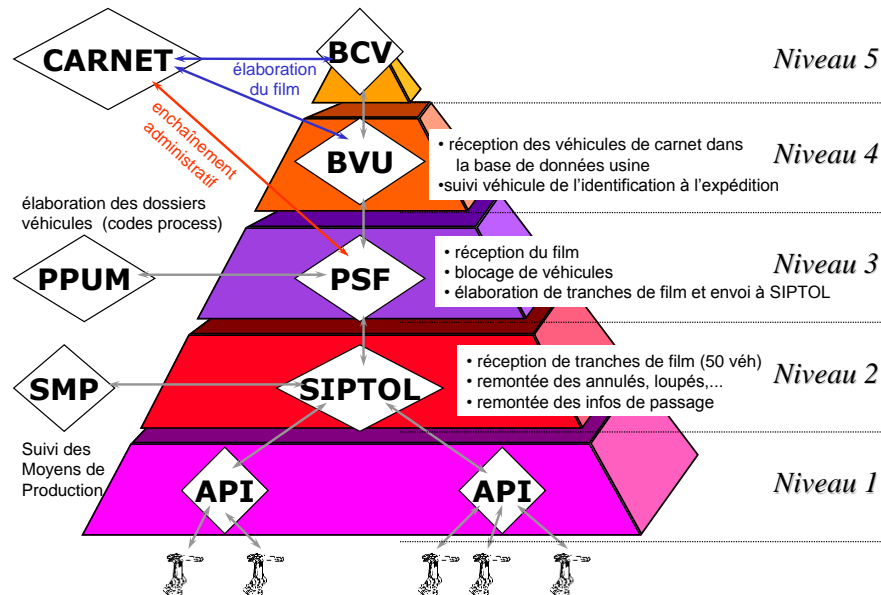 CARNET
BCV
Niveau 5
élaboration
du film
enchaînement
administratif
BVU
• réception des véhicules de carnet dans
la base de données usine
•suivi véhicule de l'identification à l'expédition
Niveau 4
élaboration des dossiers
véhicules (codes process)
PPUM
PSF
• réception du film
• blocage de véhicules
• élaboration de tranches de film et envoi à SIPTOL
Niveau 3
SMP
SIPTOL
• réception de tranches de film (50 véh)
• remontée des annulés, loupés,...
• remontée des infos de passage
Niveau 2
Suivi des
Moyens de
Production
API
API
Niveau 1